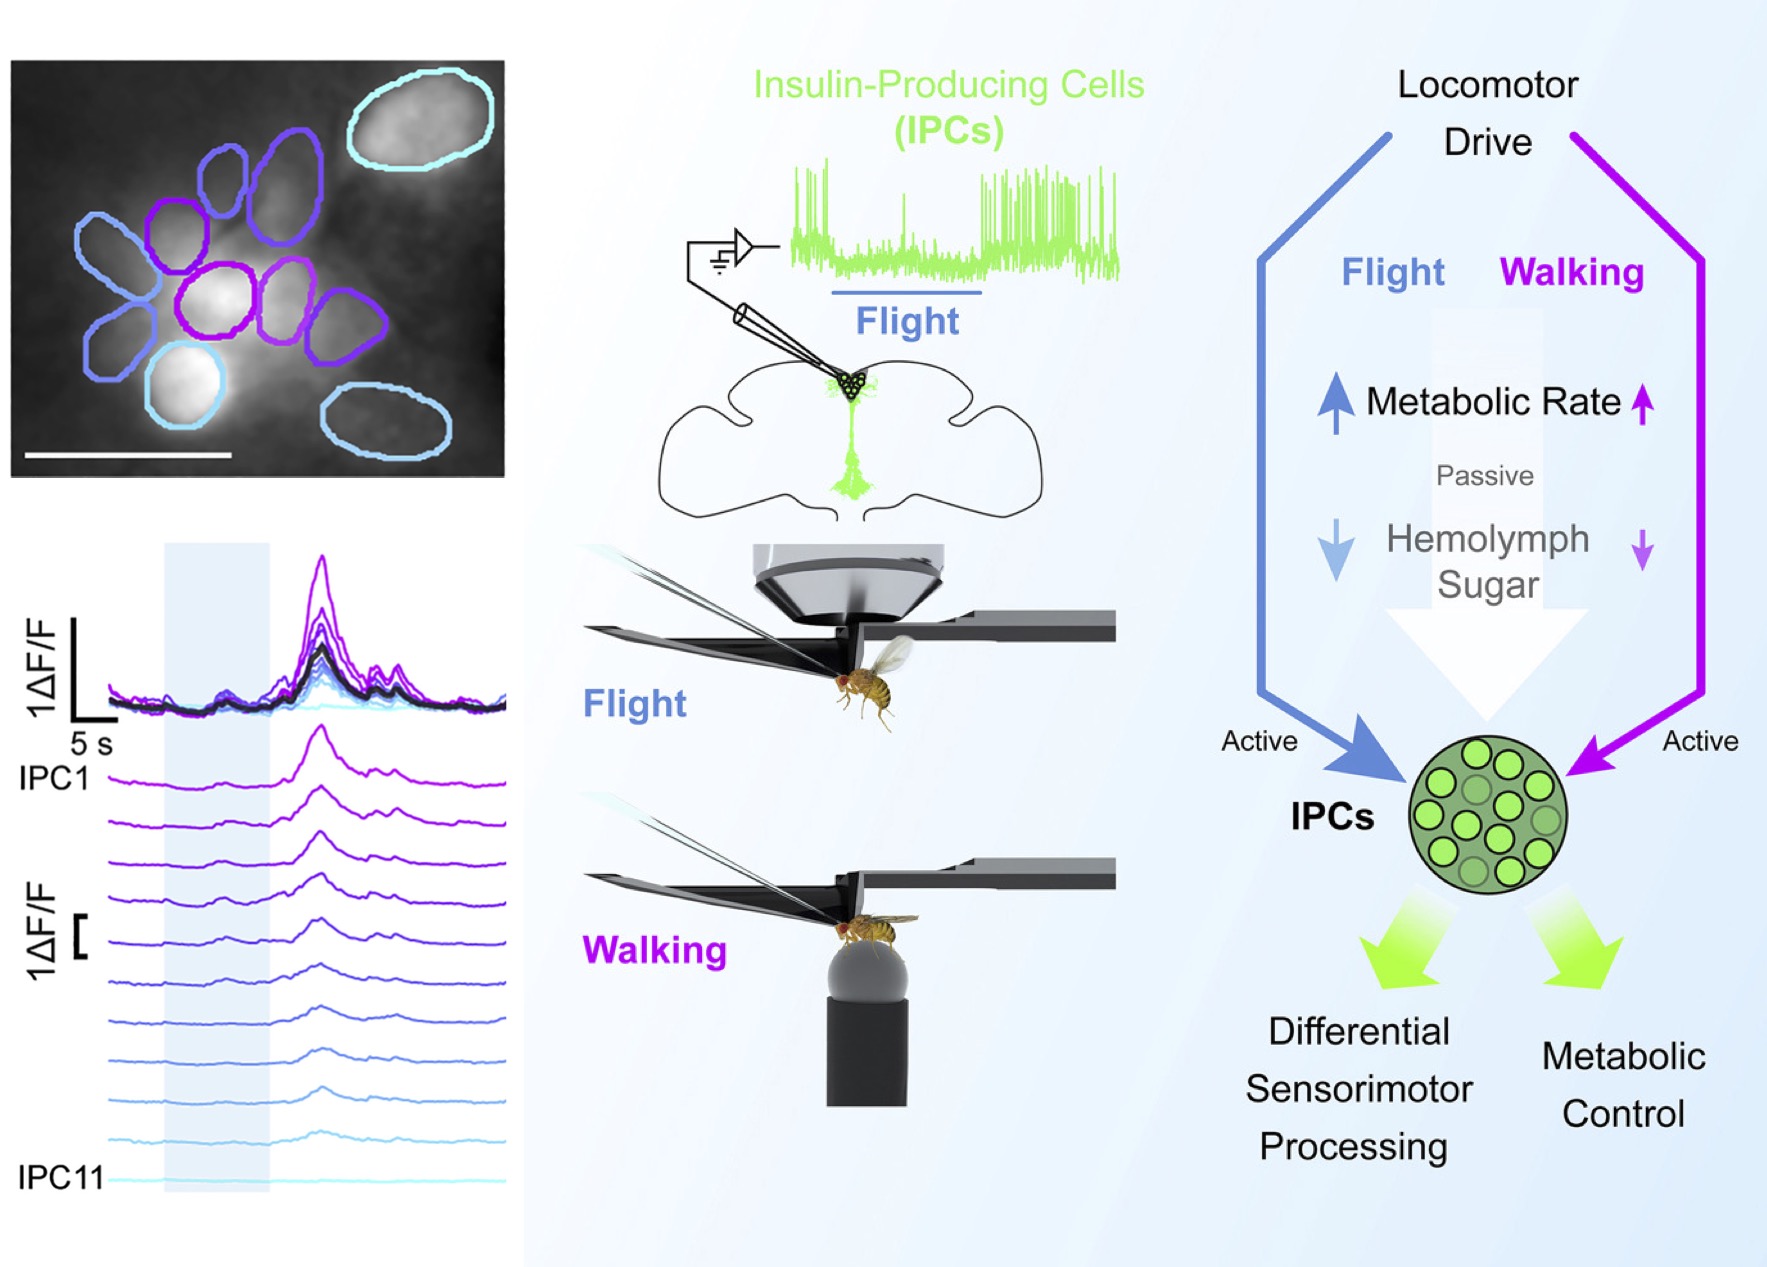 1ΔF/F
5 s
IPC1
1ΔF/F
IPC11
Insulin-Producing Cells
(IPCs)
Flight
Flight
Walking
Locomotor
Drive
Flight
Walking
Metabolic Rate
Passive
Hemolymph
Sugar
Active
Active
IPCs
Differential
Sensorimotor
Processing
Metabolic
Control